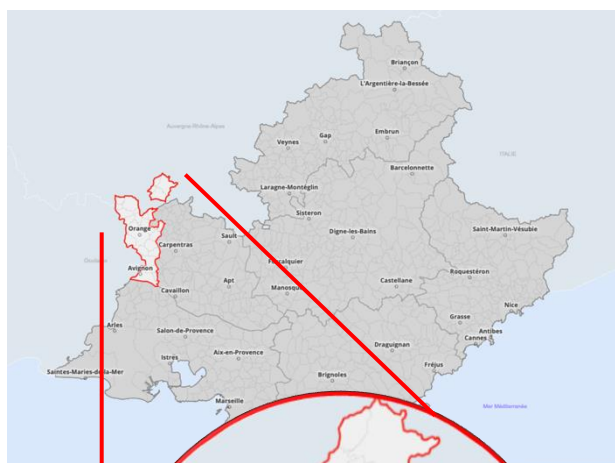 Briançon
L'Argentière-la-Bessée
Auvergne-Rhône-Alpes
Embrun
Gap
Veynes
ITALIE
Barcelonnette
Laragne-Montéglin
Sisteron
Orange
Saint-Martin-Vésubie
Digne-les-Bains
Sault
Carpentras
Avignon
Roquestéron
Apt
Castellane
Manosqu
Cavaillon
Nice
Grasse
Antibes
Arles
Salon-de-Provence
Cannes
Draguignan
Aix-en-Provence
Istres
Fréjus
Saintes-Maries-de-la-Mer
Brignoles
Marseille
Mer Méditerranée